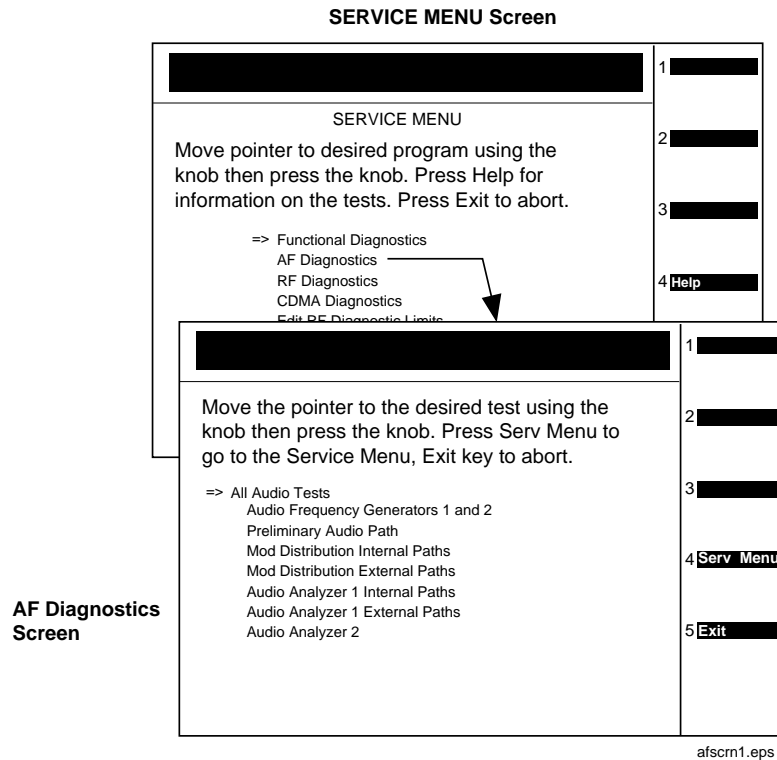 SERVICE MENU Screen
1
SERVICE MENU
2
Move pointer to desired program using the
knob then press the knob. Press Help for
information on the tests. Press Exit to abort.
3
=> Functional Diagnostics
AF Diagnostics
RF Diagnostics
CDMA Diagnostics
4 Help
Edit RF Diagnostic Limits
1
Move the pointer to the desired test using the
knob then press the knob. Press Serv Menu to
go to the Service Menu, Exit key to abort.
2
=> All Audio Tests
Audio Frequency Generators 1 and 2
Preliminary Audio Path
Mod Distribution Internal Paths
Mod Distribution External Paths
Audio Analyzer 1 Internal Paths
Audio Analyzer 1 External Paths
Audio Analyzer 2
3
4 Serv Menu
5 Exit
AF Diagnostics
Screen
afscrn1.eps